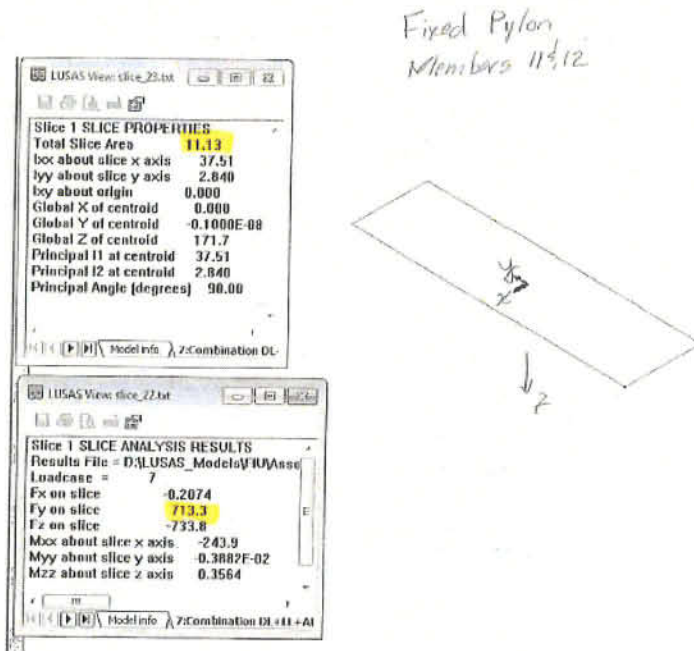 Fixed Pylon
Members 11 & 12
LUSAS View: slice_23.txt
Slice 1 SLICE PROPERTIES
Total Slice Area 11.13
Ixx about slice x axis 37.51
Iyy about slice y axis 2.840
Ixy about origin 0.000
Global X of centroid 0.000
Global Y of centroid -0.1000E-08
Global Z of centroid 171.7
Principal I1 at centroid 37.51
Principal I2 at centroid 2.840
Principal Angle (degrees) 90.00
Model info 7:Combination DL-
y
x
z
LUSAS View: slice_22.txt
Slice 1 SLICE ANALYSIS RESULTS
Results File = D:\LUSAS_Models\FIU\Asse
Loadcase = 7
Fx on slice -0.2074
Fy on slice 713.3
Fz on slice -733.8
Mxx about slice x axis -243.9
Myy about slice y axis -0.3882E-02
Mzz about slice z axis 0.3564
Model info 7:Combination DL+LL+AI